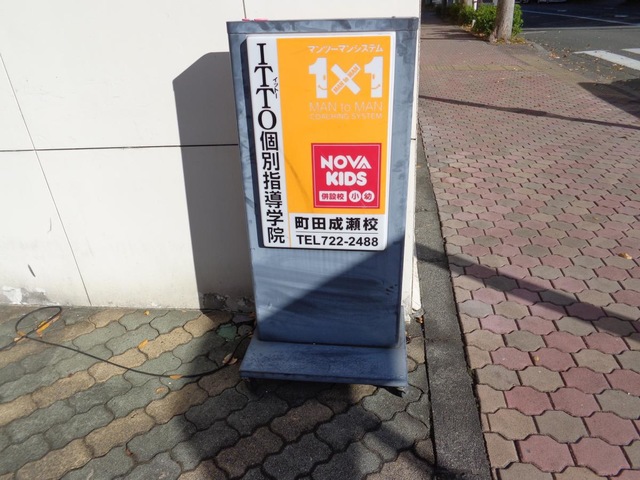 ITTO個別指導学院
イットー
マンツーマンシステム
1×1
MAN to MAN
COACHING SYSTEM
NOVA
KIDS
併設校 小 幼
町田成瀬校
TEL722-2488